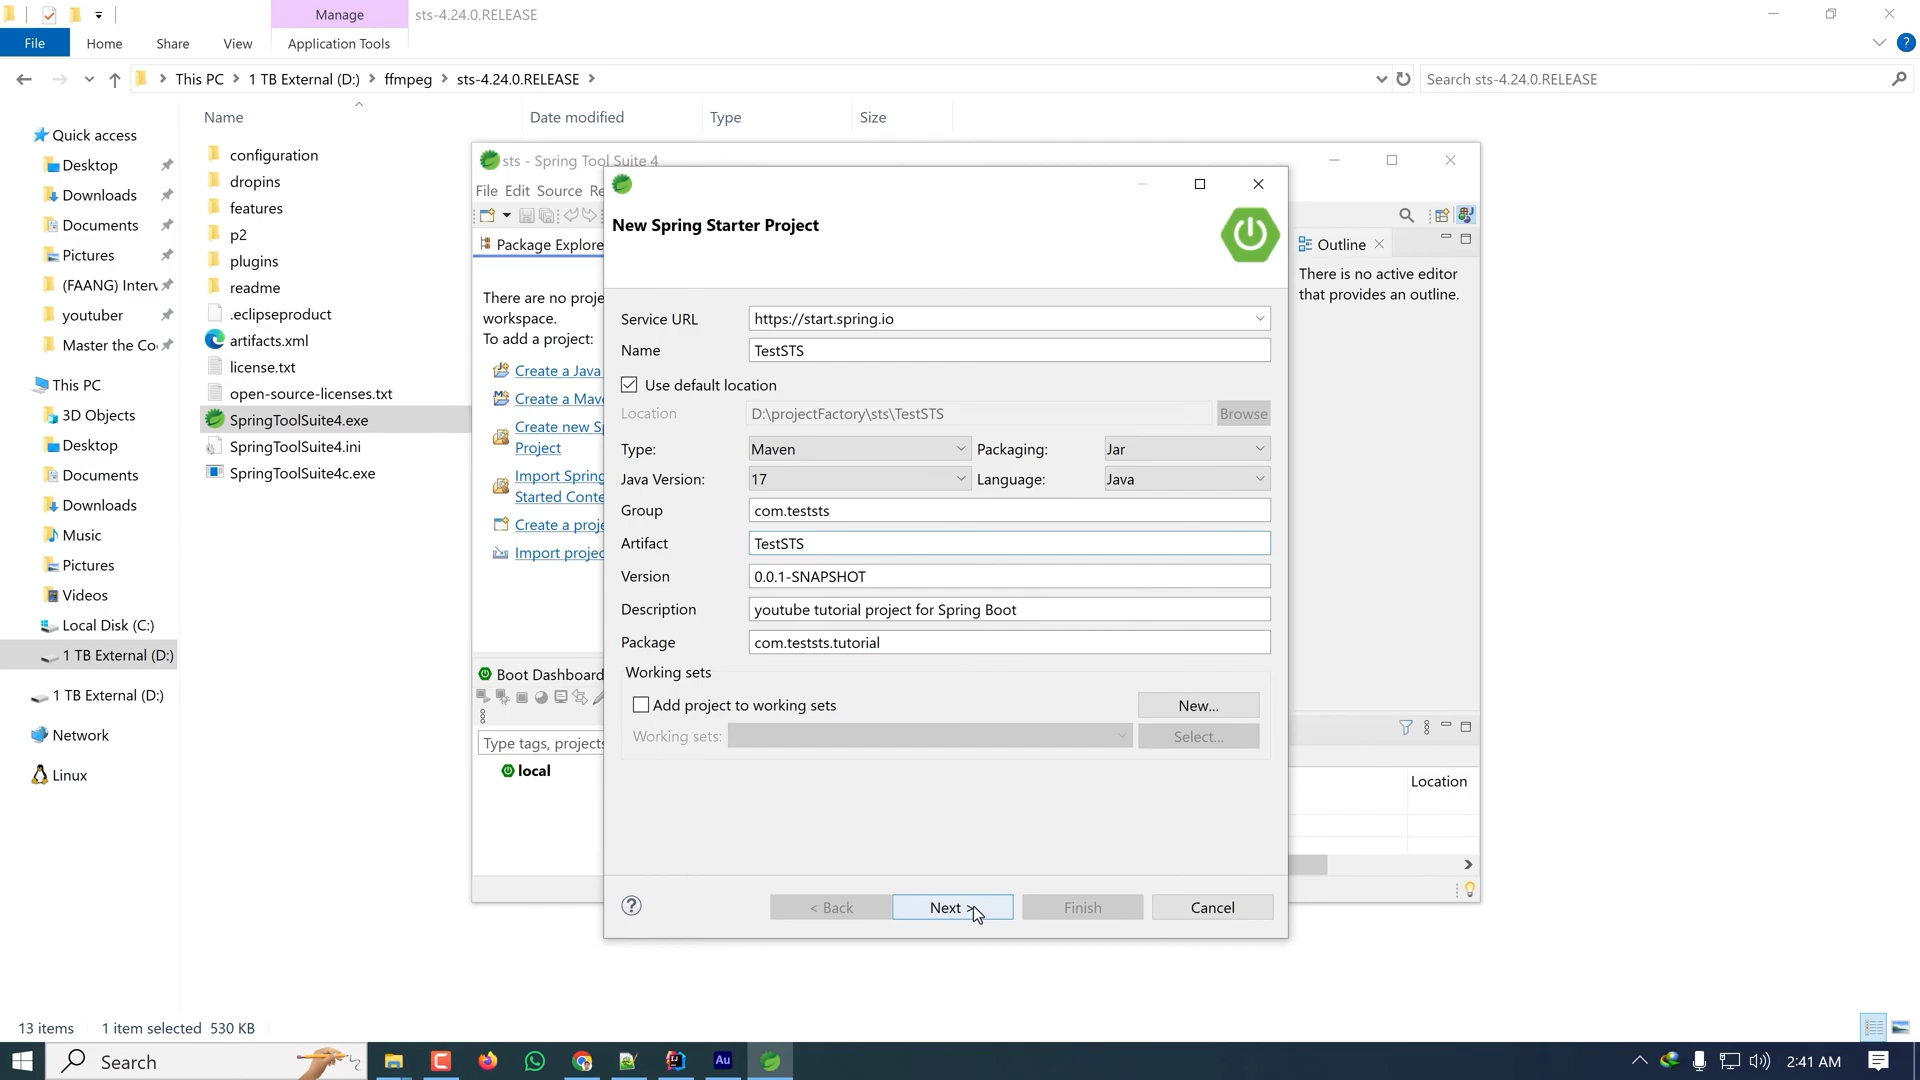 Manage
sts-4.24.0.RELEASE
File
Home
Share
View
Application Tools
This PC
1 TB External (D:)
ffmpeg
sts-4.24.0.RELEASE
Search sts-4.24.0.RELEASE
Name
Date modified
Type
Size
Quick access
Desktop
Downloads
Documents
Pictures
(FAANG) Interv
youtuber
Master the Co
This PC
3D Objects
Desktop
Documents
Downloads
Music
Pictures
Videos
Local Disk (C:)
1 TB External (D:)
1 TB External (D:)
Network
Linux
configuration
dropins
features
p2
plugins
readme
.eclipseproduct
artifacts.xml
license.txt
open-source-licenses.txt
SpringToolSuite4.exe
SpringToolSuite4.ini
SpringToolSuite4c.exe
sts - Spring Tool Suite 4
File Edit Source Re
Package Explore
There are no proje
workspace.
To add a project:
Create a Java
Create a Mave
Create new Sp
Project
Import Spring
Started Conte
Create a proje
Import projec
Boot Dashboard
Type tags, projects
local
Outline
There is no active editor
that provides an outline.
Location
New Spring Starter Project
Service URL
https://start.spring.io
Name
TestSTS
Use default location
Location
D:\projectFactory\sts\TestSTS
Browse
Type:
Maven
Packaging:
Jar
Java Version:
17
Language:
Java
Group
com.teststs
Artifact
TestSTS
Version
0.0.1-SNAPSHOT
Description
youtube tutorial project for Spring Boot
Package
com.teststs.tutorial
Working sets
Add project to working sets
New...
Working sets:
Select...
< Back
Next >
Finish
Cancel
13 items
1 item selected 530 KB
Search
Au
2:41 AM